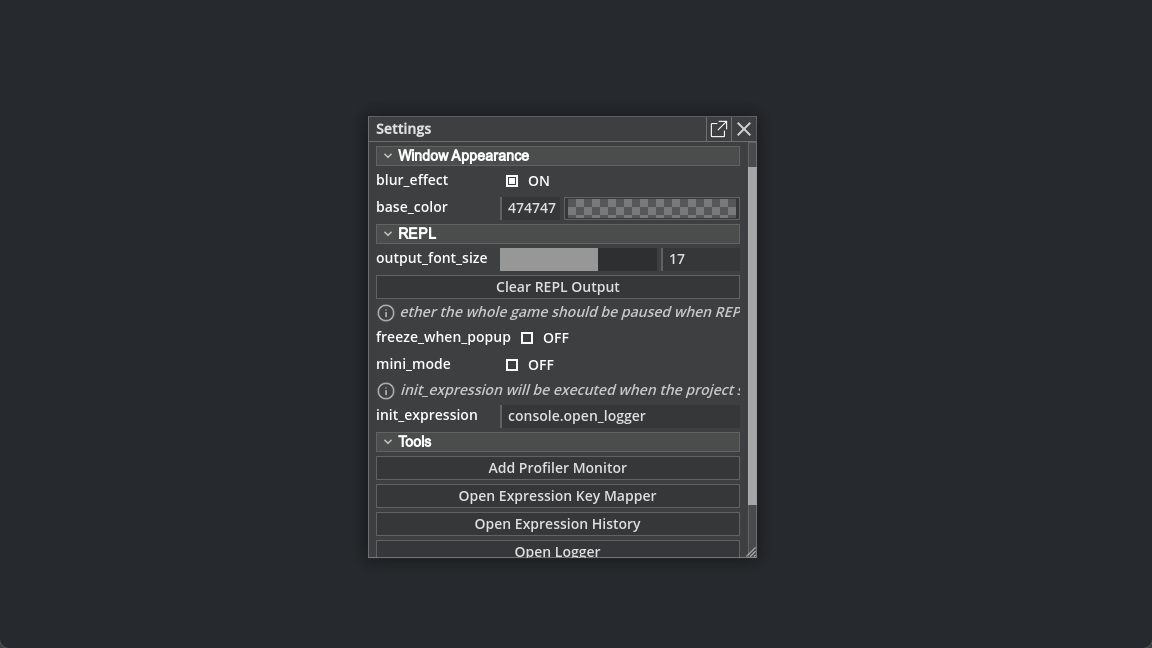 Settings
Window Appearance
blur_effect ON
base_color 474747
REPL
output_font_size 17
Clear REPL Output
ether the whole game should be paused when REP
freeze_when_popup OFF
mini_mode OFF
init_expression will be executed when the project
init_expression console.open_logger
Tools
Add Profiler Monitor
Open Expression Key Mapper
Open Expression History
Open Logger